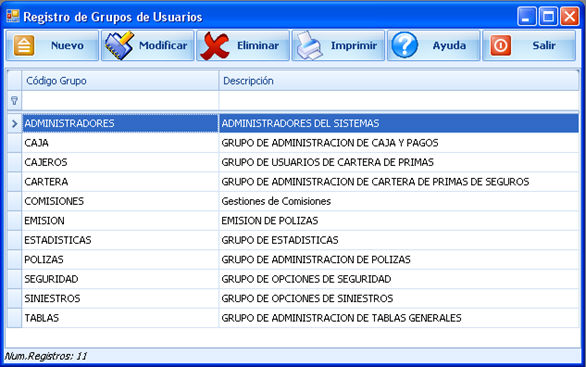 Registro de Grupos de Usuarios
Nuevo Modificar Eliminar Imprimir Ayuda Salir
Código Grupo Descripción
ADMINISTRADORES ADMINISTRADORES DEL SISTEMAS
CAJA GRUPO DE ADMINISTRACION DE CAJA Y PAGOS
CAJEROS GRUPO DE USUARIOS DE CARTERA DE PRIMAS
CARTERA GRUPO DE ADMINISTRACION DE CARTERA DE PRIMAS DE SEGUROS
COMISIONES Gestiones de Comisiones
EMISION EMISION DE POLIZAS
ESTADISTICAS GRUPO DE ESTADISTICAS
POLIZAS GRUPO DE ADMINISTRACION DE POLIZAS
SEGURIDAD GRUPO DE OPCIONES DE SEGURIDAD
SINIESTROS GRUPO DE OPCIONES DE SINIESTROS
TABLAS GRUPO DE ADMINISTRACION DE TABLAS GENERALES
Num.Registros: 11